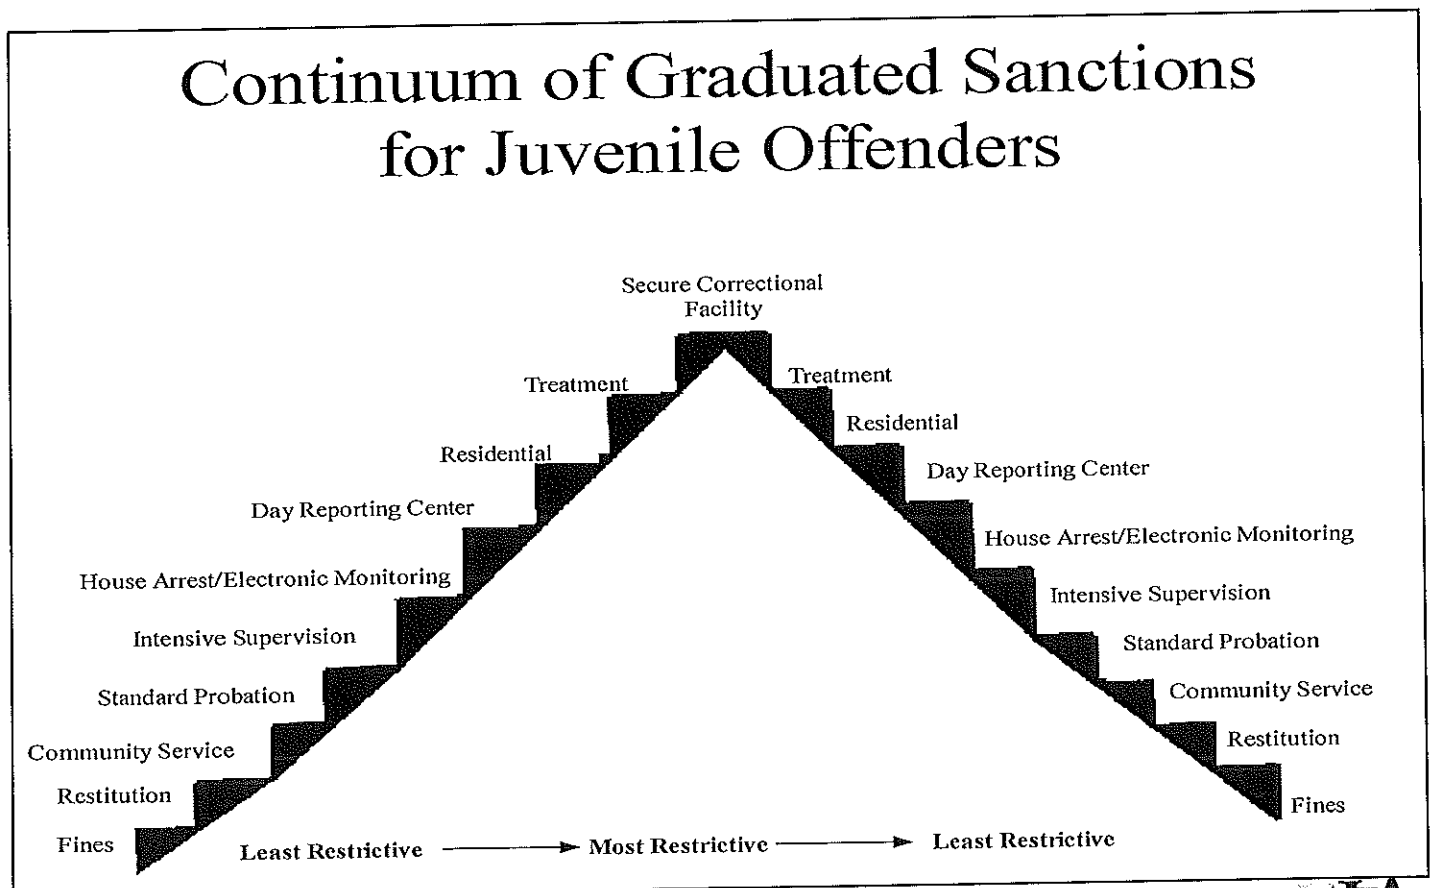 Continuum of Graduated Sanctions
for Juvenile Offenders
Secure Correctional
Facility
Treatment
Treatment
Residential
Residential
Day Reporting Center
Day Reporting Center
House Arrest/Electronic Monitoring
House Arrest/Electronic Monitoring
Intensive Supervision
Intensive Supervision
Standard Probation
Standard Probation
Community Service
Community Service
Restitution
Restitution
Fines
Fines
Least Restrictive
Most Restrictive
Least Restrictive